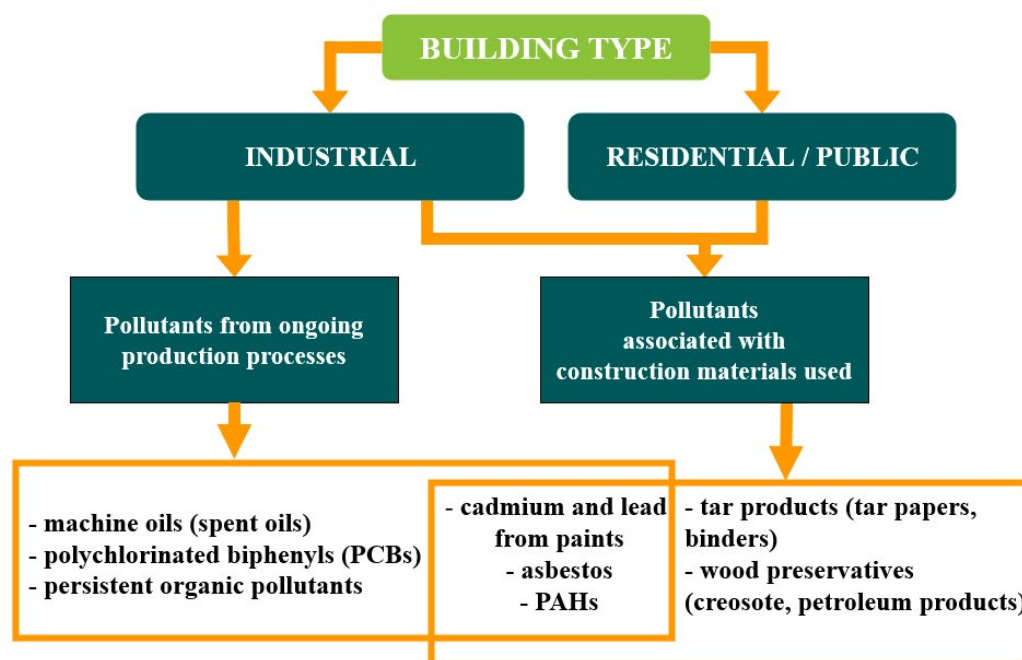 BUILDING TYPE
INDUSTRIAL
RESIDENTIAL / PUBLIC
Pollutants from ongoing
production processes
Pollutants
associated with
construction materials used
- machine oils (spent oils)
- polychlorinated biphenyls (PCBs)
- persistent organic pollutants
- cadmium and lead
from paints
- asbestos
- PAHs
- tar products (tar papers,
binders)
- wood preservatives
(creosote, petroleum products)